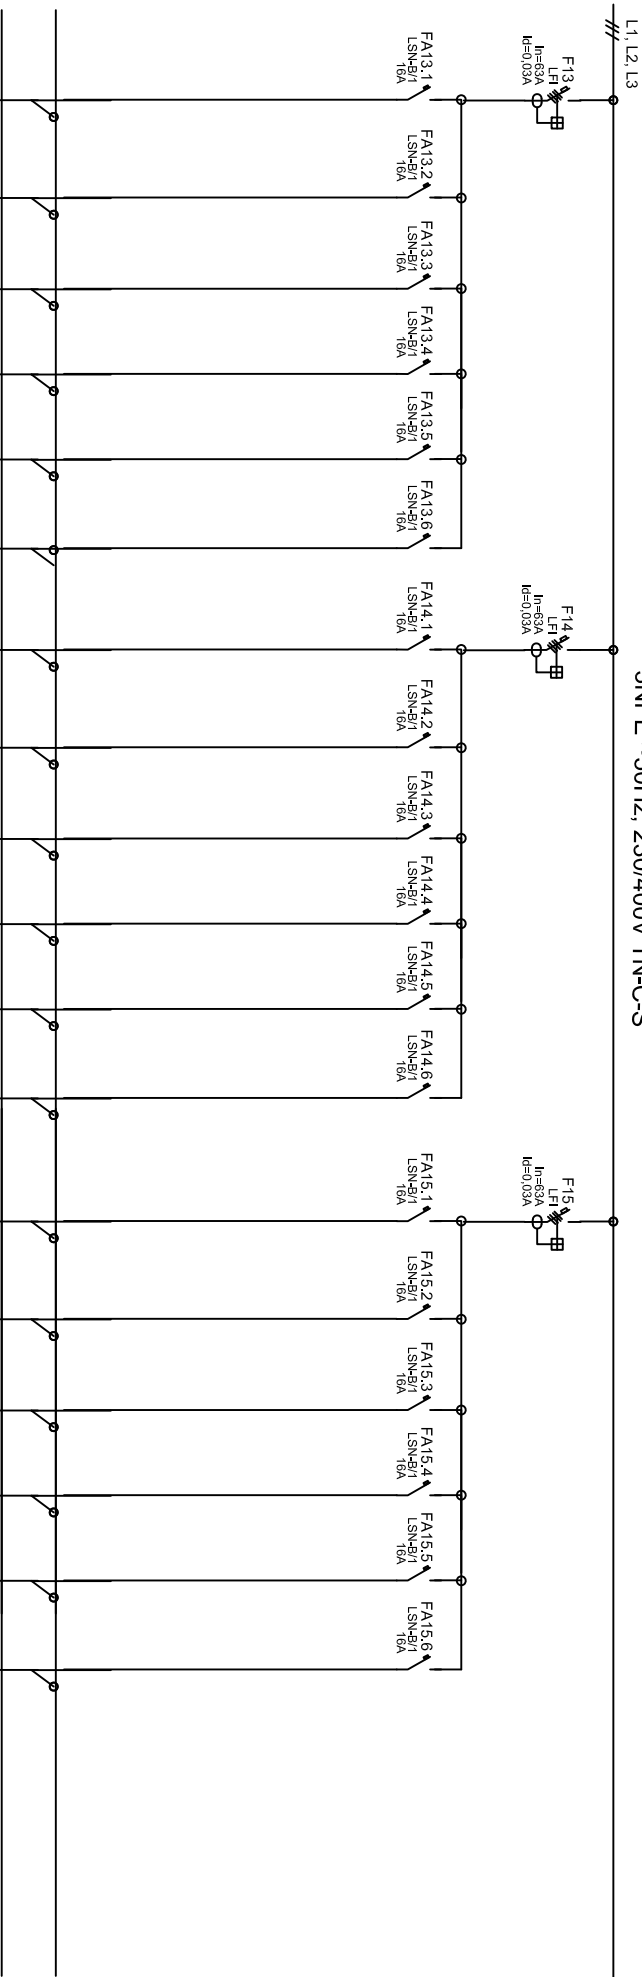 L1, L2, L3
3NPE ~50Hz, 230/400V TN-C-S
F13
LFI
In=63A
Id=0,03A
FA13.1
LSN-B/1
16A
FA13.2
LSN-B/1
16A
FA13.3
LSN-B/1
16A
FA13.4
LSN-B/1
16A
FA13.5
LSN-B/1
16A
FA13.6
LSN-B/1
16A
F14
LFI
In=63A
Id=0,03A
FA14.1
LSN-B/1
16A
FA14.2
LSN-B/1
16A
FA14.3
LSN-B/1
16A
FA14.4
LSN-B/1
16A
FA14.5
LSN-B/1
16A
FA14.6
LSN-B/1
16A
F15
LFI
In=63A
Id=0,03A
FA15.1
LSN-B/1
16A
FA15.2
LSN-B/1
16A
FA15.3
LSN-B/1
16A
FA15.4
LSN-B/1
16A
FA15.5
LSN-B/1
16A
FA15.6
LSN-B/1
16A